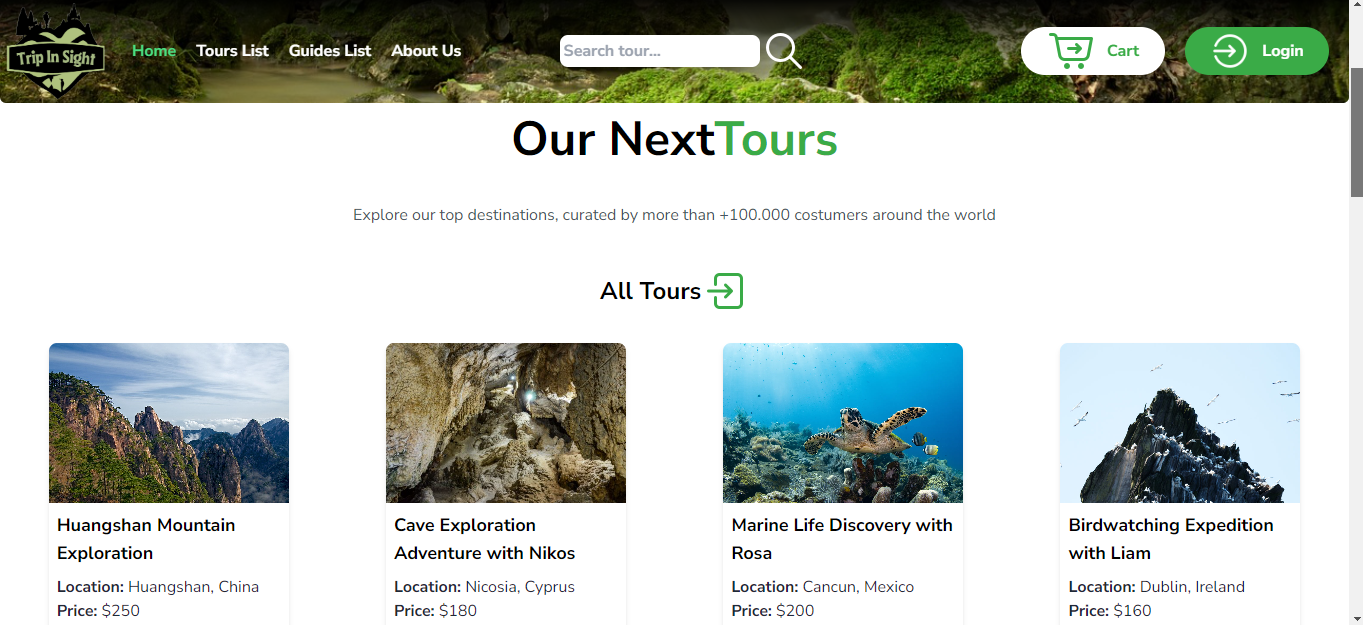 Trip In Sight
Home Tours List Guides List About Us Search tour... Cart Login
Our NextTours
Explore our top destinations, curated by more than +100.000 costumers around the world
All Tours
Huangshan Mountain
Exploration
Location: Huangshan, China
Price: $250
Cave Exploration
Adventure with Nikos
Location: Nicosia, Cyprus
Price: $180
Marine Life Discovery with
Rosa
Location: Cancun, Mexico
Price: $200
Birdwatching Expedition
with Liam
Location: Dublin, Ireland
Price: $160